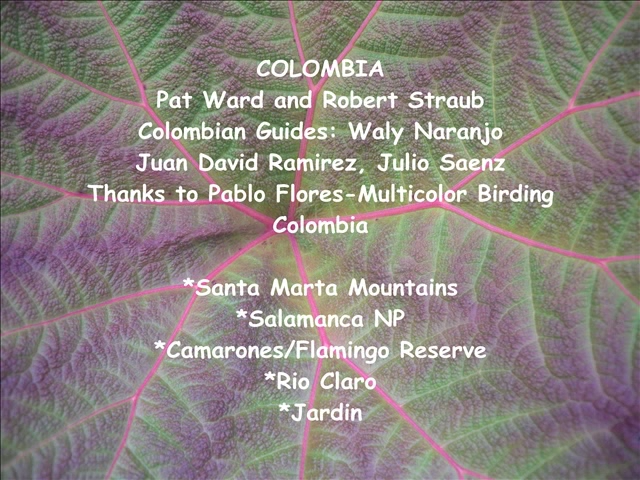 COLOMBIA
Pat Ward and Robert Straub
Colombian Guides: Waly Naranjo
Juan David Ramirez, Julio Saenz
Thanks to Pablo Flores-Multicolor Birding
Colombia
*Santa Marta Mountains
*Salamanca NP
*Camarones/Flamingo Reserve
*Rio Claro
*Jardin